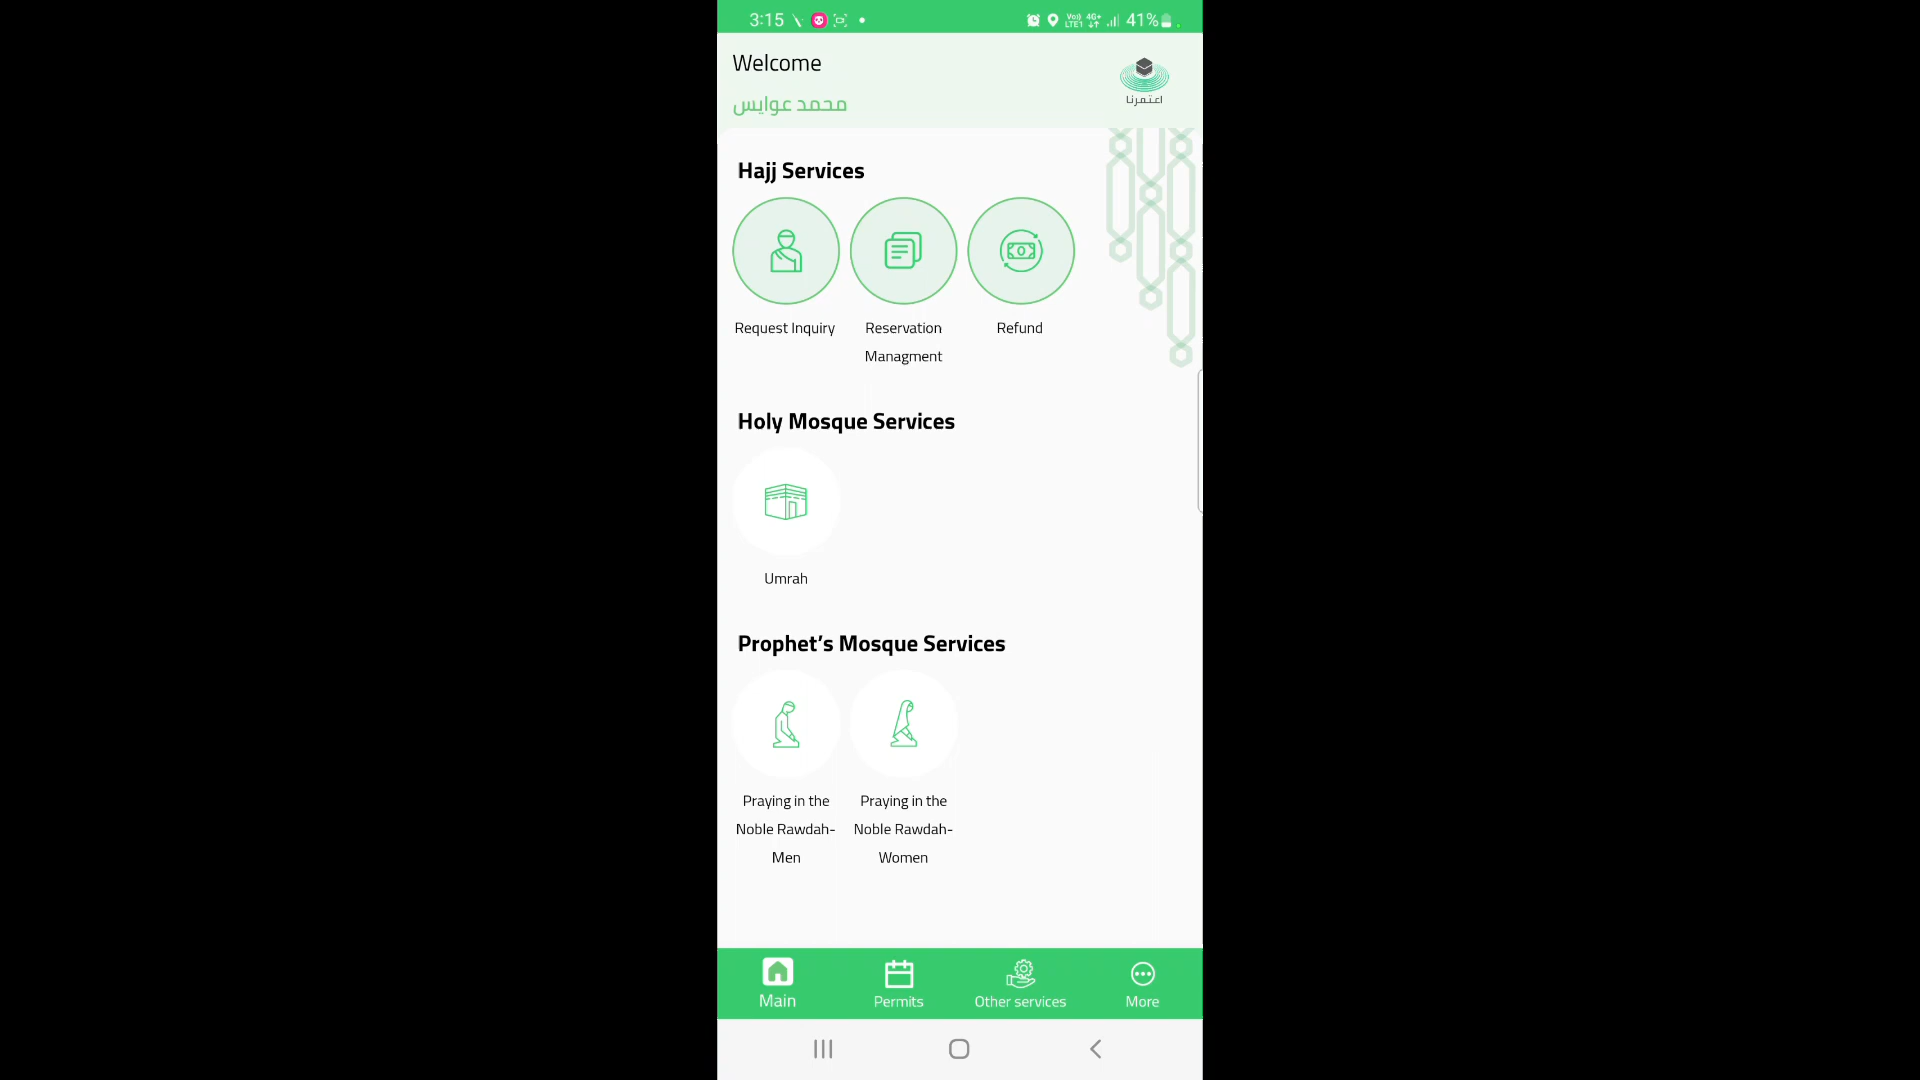 3:15
VoLTE1 4G+ 41%
Welcome
محمد عوايس
اعتمرنا
Hajj Services
Request Inquiry
Reservation
Managment
Refund
Holy Mosque Services
Umrah
Prophet’s Mosque Services
Praying in the
Noble Rawdah-
Men
Praying in the
Noble Rawdah-
Women
Main
Permits
Other services
More